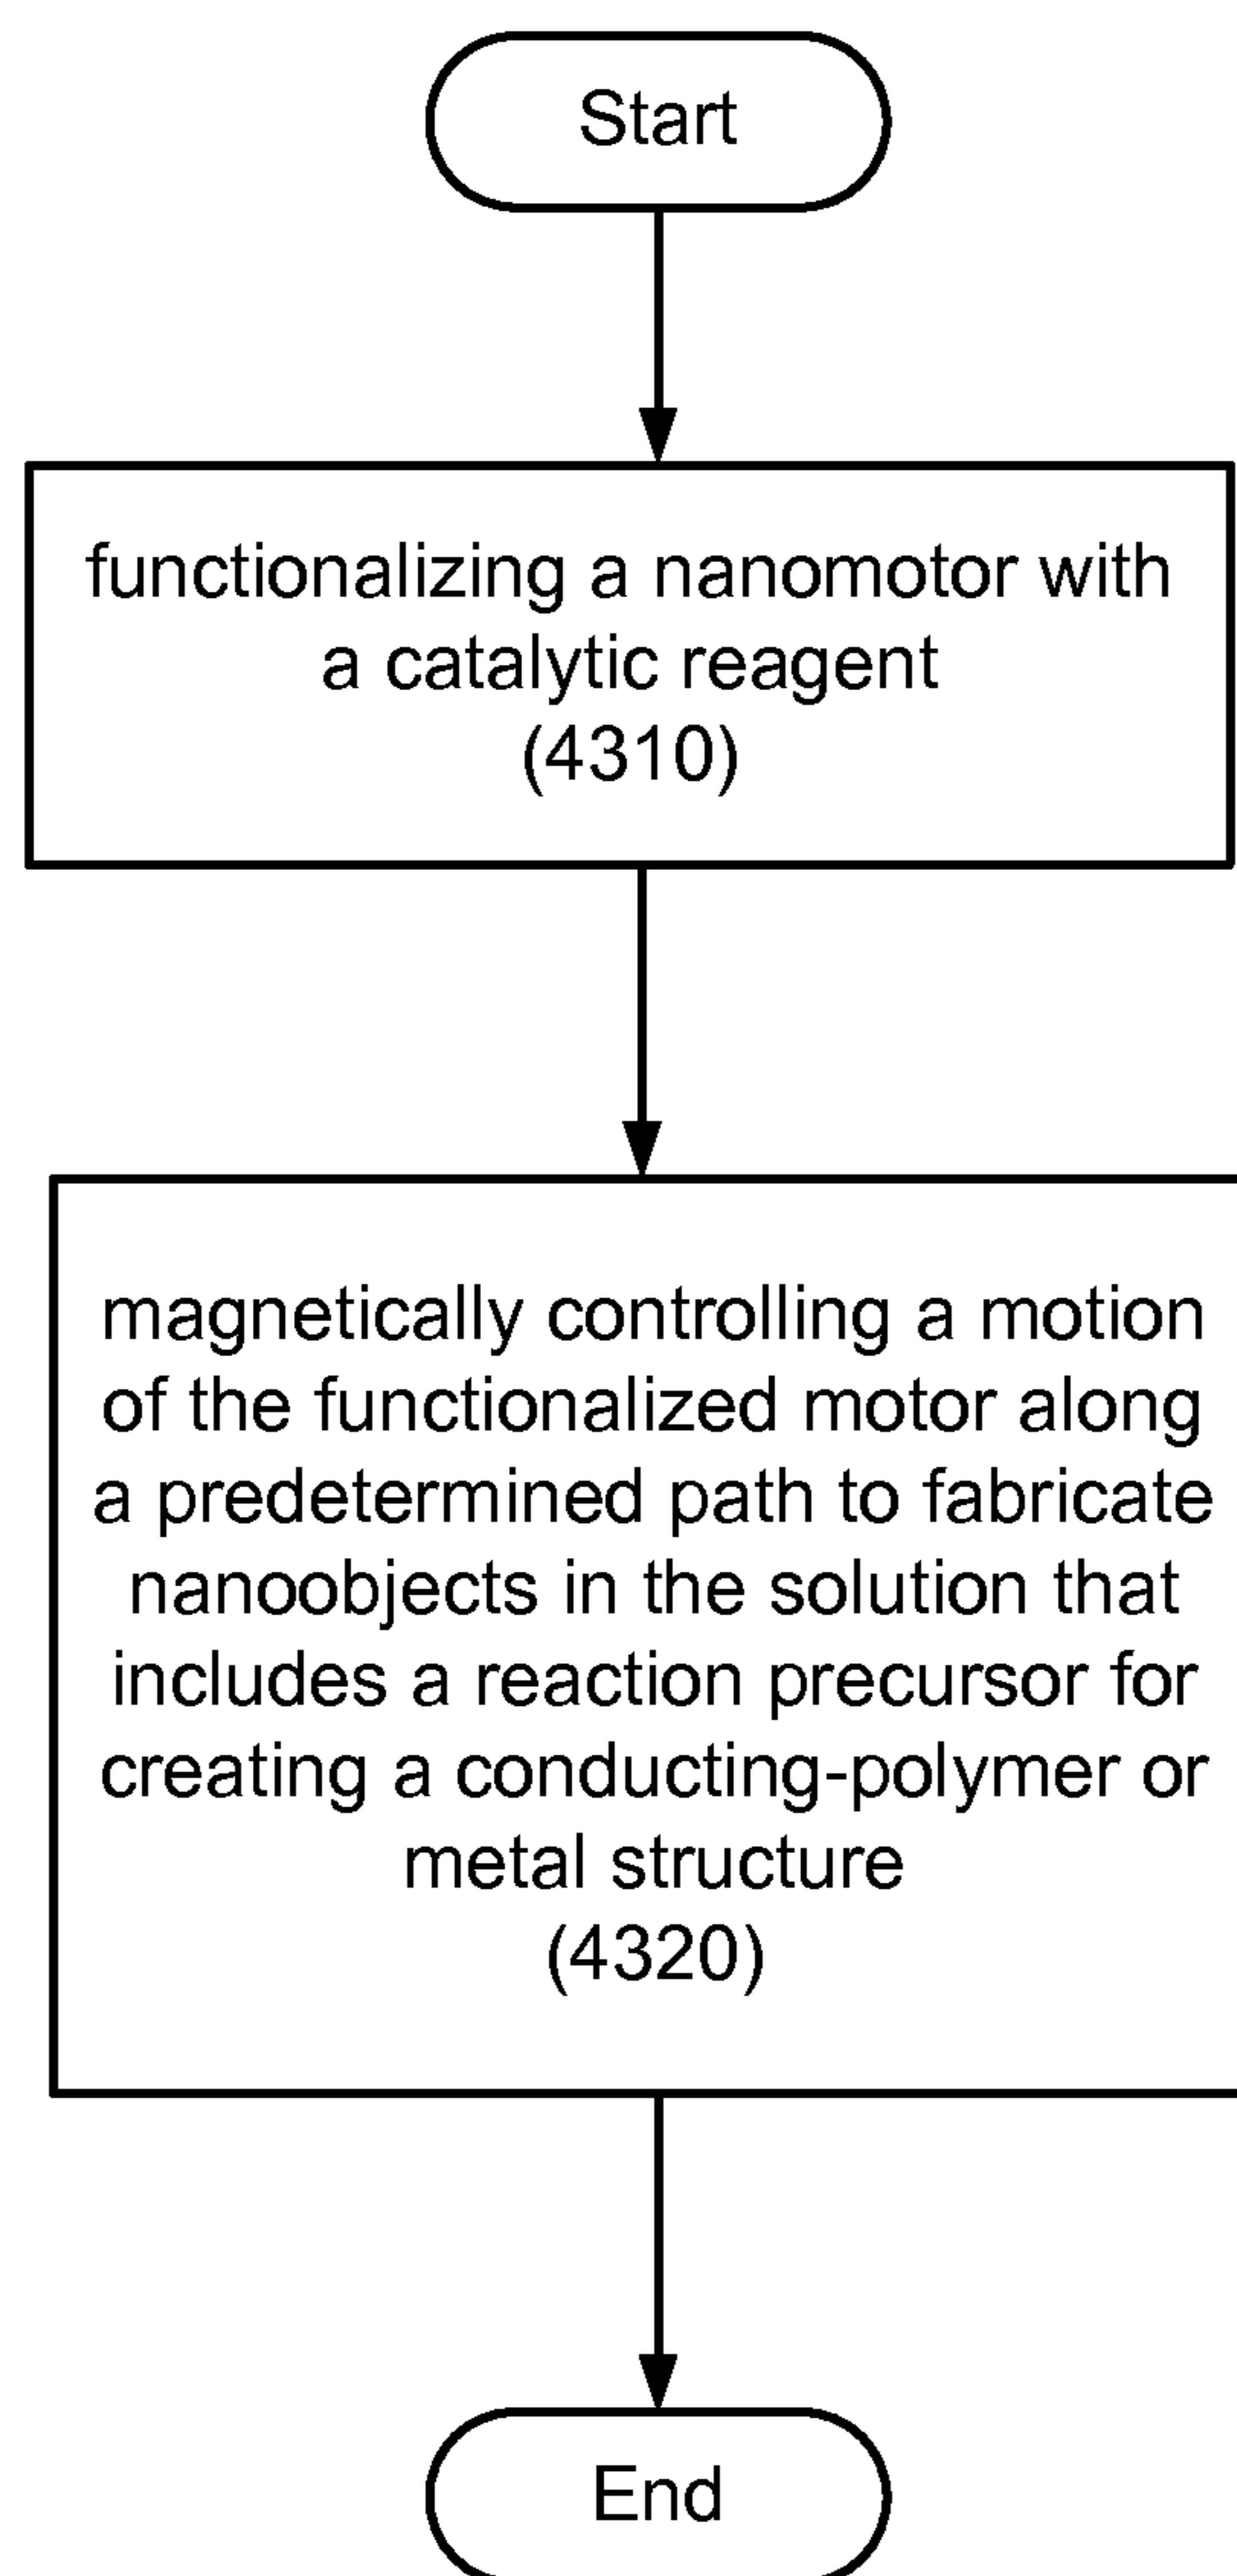 Start
functionalizing a nanomotor with
a catalytic reagent
(4310)
magnetically controlling a motion
of the functionalized motor along
a predetermined path to fabricate
nanoobjects in the solution that
includes a reaction precursor for
creating a conducting-polymer or
metal structure
(4320)
End